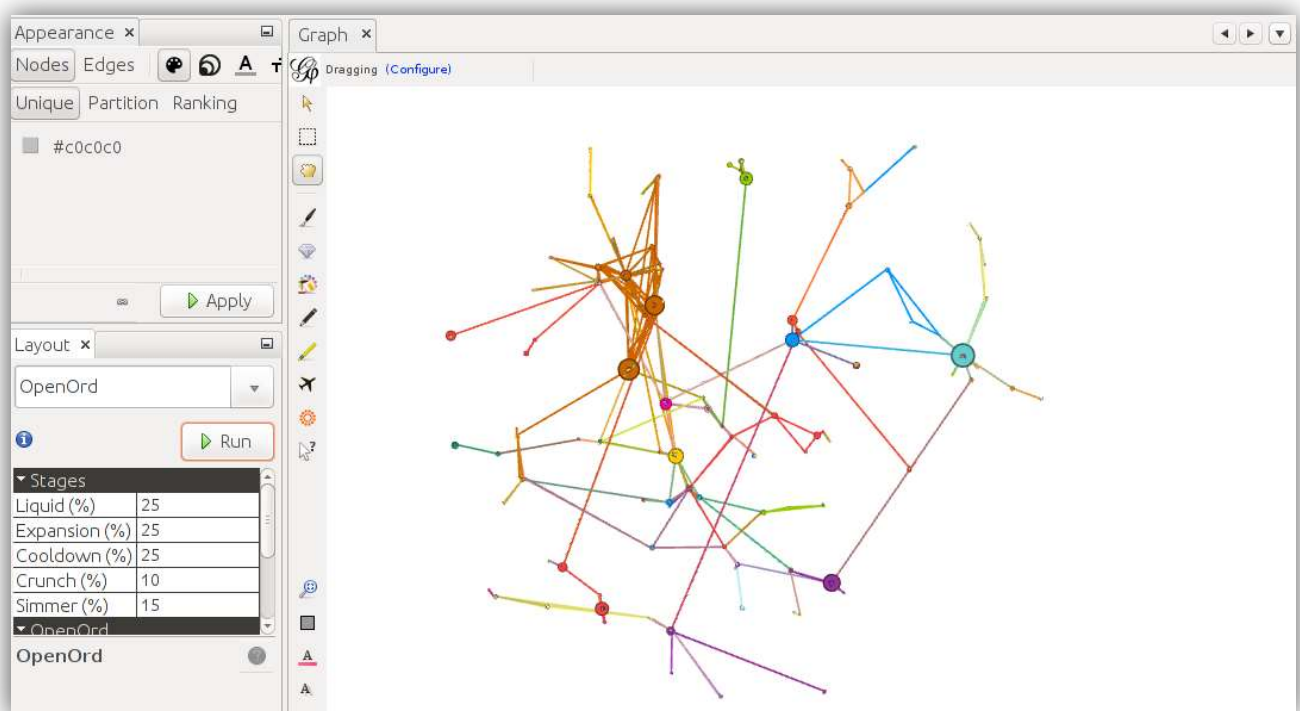 Appearance
Nodes Edges A
Unique Partition Ranking
#c0c0c0
Apply
Layout
OpenOrd
Run
Stages
Liquid (%) 25
Expansion (%) 25
Cooldown (%) 25
Crunch (%) 10
Simmer (%) 15
OpenOrd
OpenOrd
Graph
Dragging (Configure)
A
A